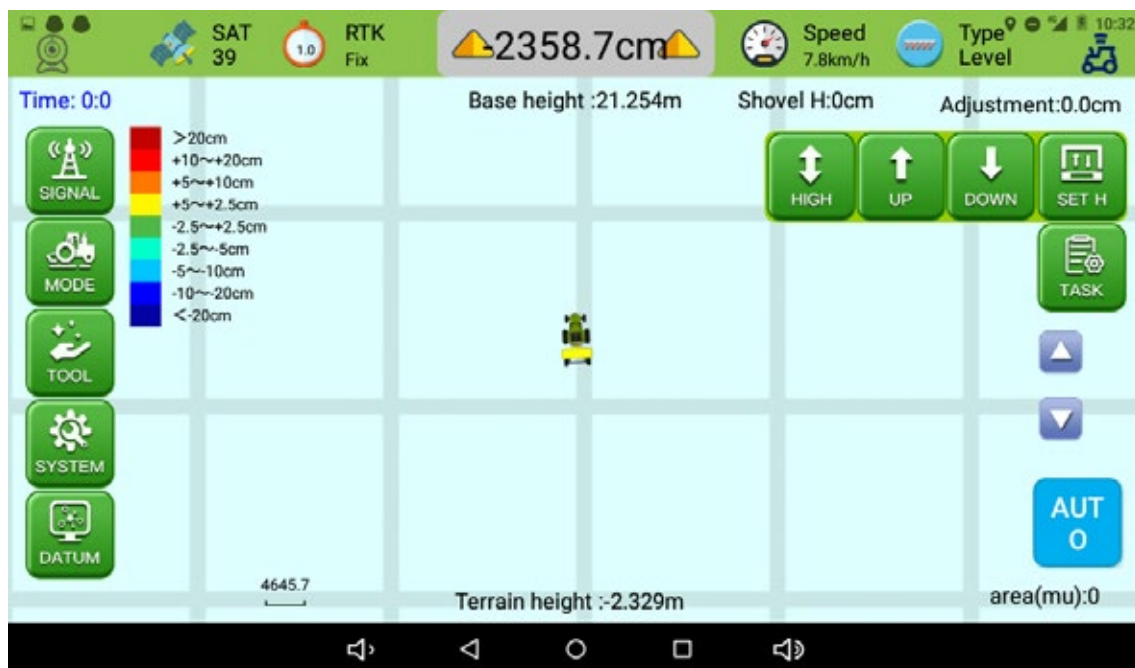 10:32
SAT
39
1.0
RTK
Fix
-2358.7cm
Speed
7.8km/h
Type
Level
Time: 0:0
Base height :21.254m
Shovel H:0cm
Adjustment:0.0cm
SIGNAL
MODE
TOOL
SYSTEM
DATUM
>20cm
+10~+20cm
+5~+10cm
+5~+2.5cm
-2.5~+2.5cm
-2.5~-5cm
-5~-10cm
-10~-20cm
<-20cm
HIGH
UP
DOWN
SET H
TASK
AUT
O
4645.7
Terrain height :-2.329m
area(mu):0